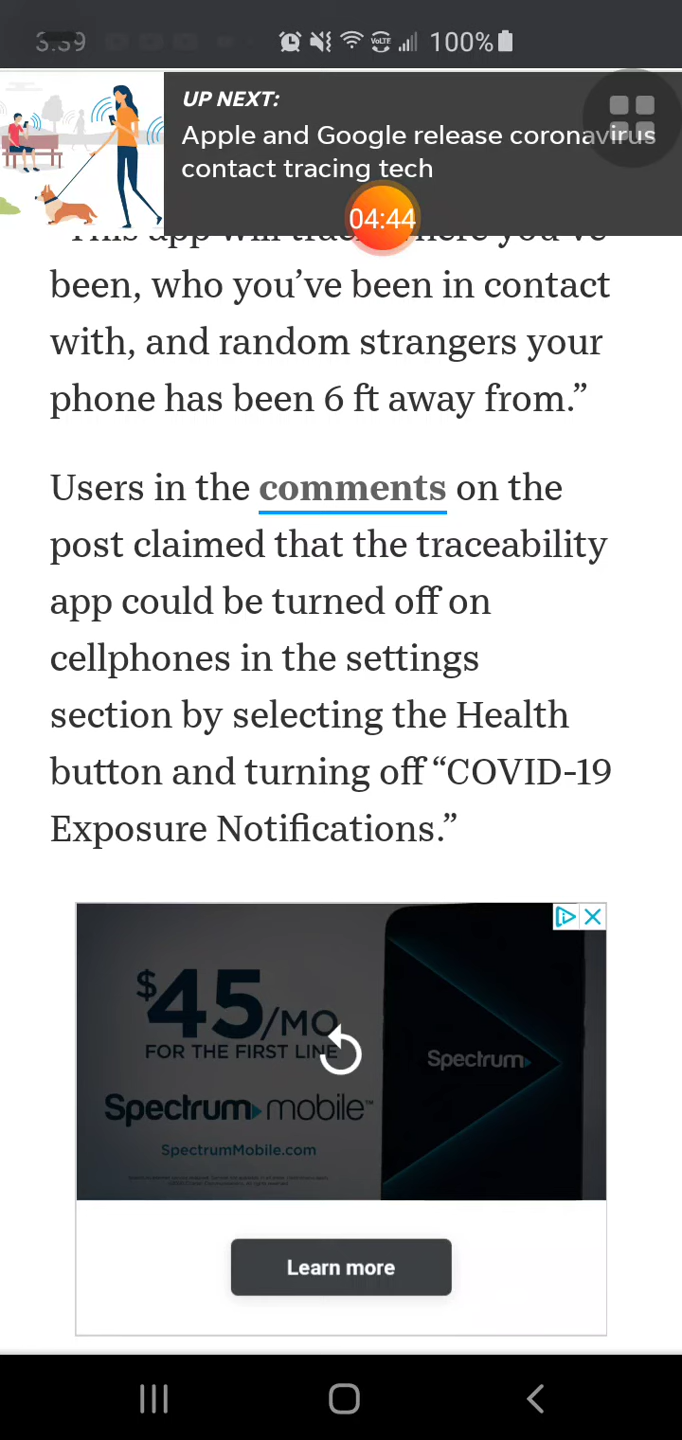 3:39
VoLTE
100%
UP NEXT:
Apple and Google release coronavirus
contact tracing tech
04:44
been, who you’ve been in contact
with, and random strangers your
phone has been 6 ft away from.”
Users in the comments on the
post claimed that the traceability
app could be turned off on
cellphones in the settings
section by selecting the Health
button and turning off “COVID-19
Exposure Notifications.”
$45/MO
FOR THE FIRST LINE
Spectrum
Spectrum mobile™
SpectrumMobile.com
Learn more